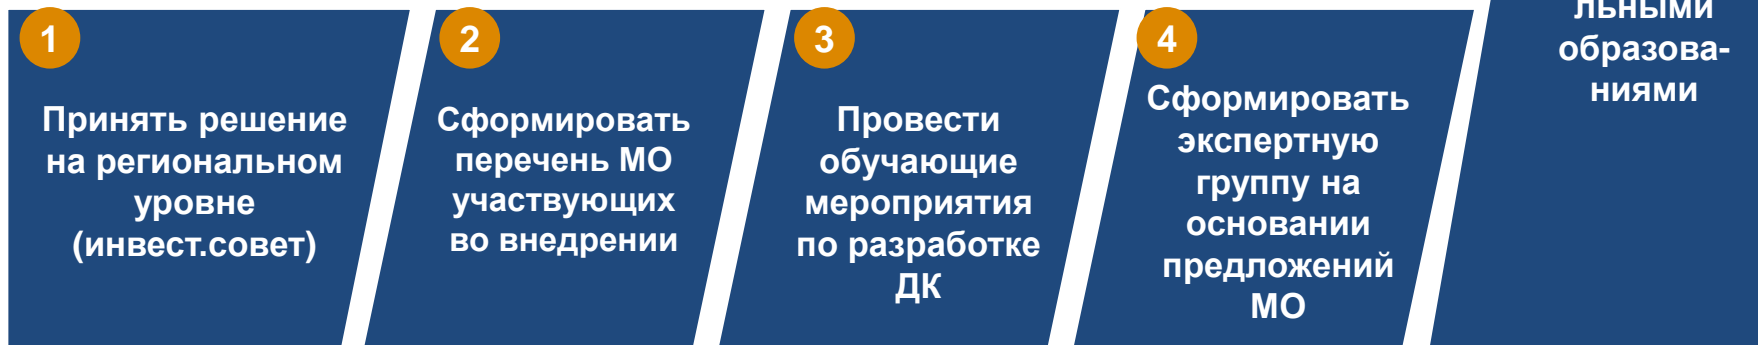 1
Принять решение
на региональном
уровне
(инвест.совет)
2
Сформировать
перечень МО
участвующих
во внедрении
3
Провести
обучающие
мероприятия
по разработке
ДК
4
Сформировать
экспертную
группу на
основании
предложений
МО
льными
образова-
ниями